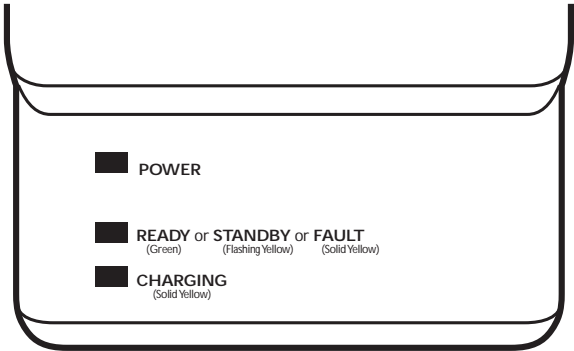 POWER
READY or STANDBY or FAULT
(Green) (Flashing Yellow) (Solid Yellow)
CHARGING
(Solid Yellow)